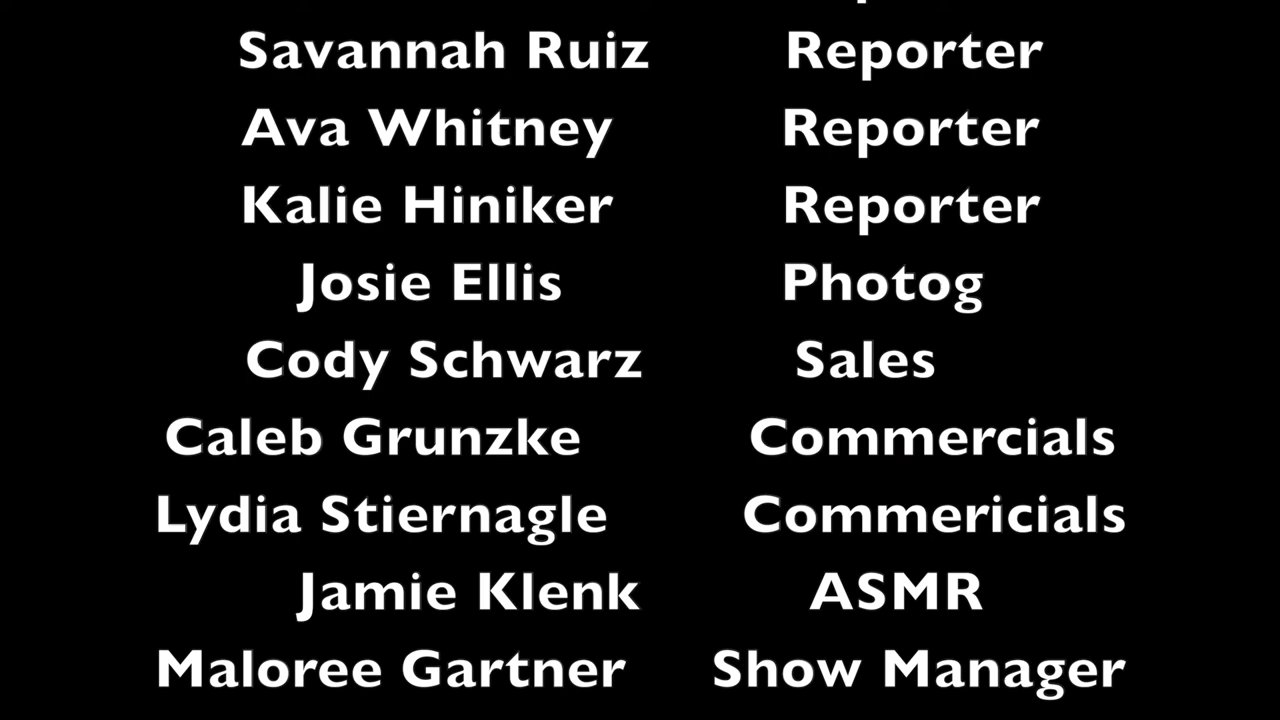 Savannah Ruiz Reporter
Ava Whitney Reporter
Kalie Hiniker Reporter
Josie Ellis Photog
Cody Schwarz Sales
Caleb Grunzke Commercials
Lydia Stiernagle Commericials
Jamie Klenk ASMR
Maloree Gartner Show Manager